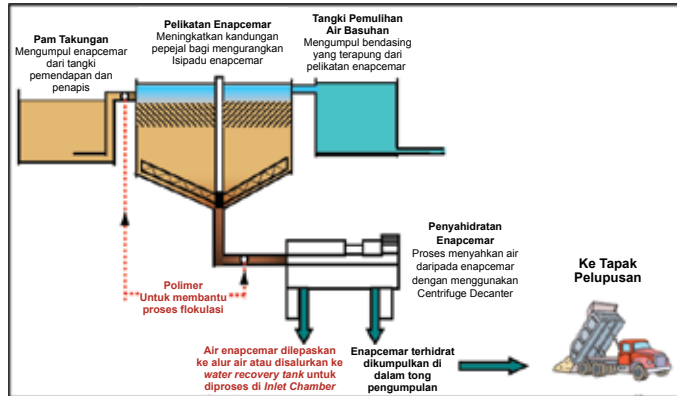 Pam Takungan
Mengumpul enapcemar
dari tangki
pemendapan dan
penapis
Pelikatan Enapcemar
Meningkatkan kandungan
pepejal bagi mengurangkan
Isipadu enapcemar
Tangki Pemulihan
Air Basuhan
Mengumpul bendasing
yang terapung dari
pelikatan enapcemar
Penyahidratan
Enapcemar
Proses menyahkan air
daripada enapcemar
dengan menggunakan
Centrifuge Decanter
Ke Tapak
Pelupusan
Polimer
Untuk membantu
proses flokulasi
Air enapcemar dilepaskan
ke alur air atau disalurkan ke
water recovery tank untuk
diproses di Inlet Chamber
Enapcemar terhidrat
dikumpulkan di
dalam tong
pengumpulan